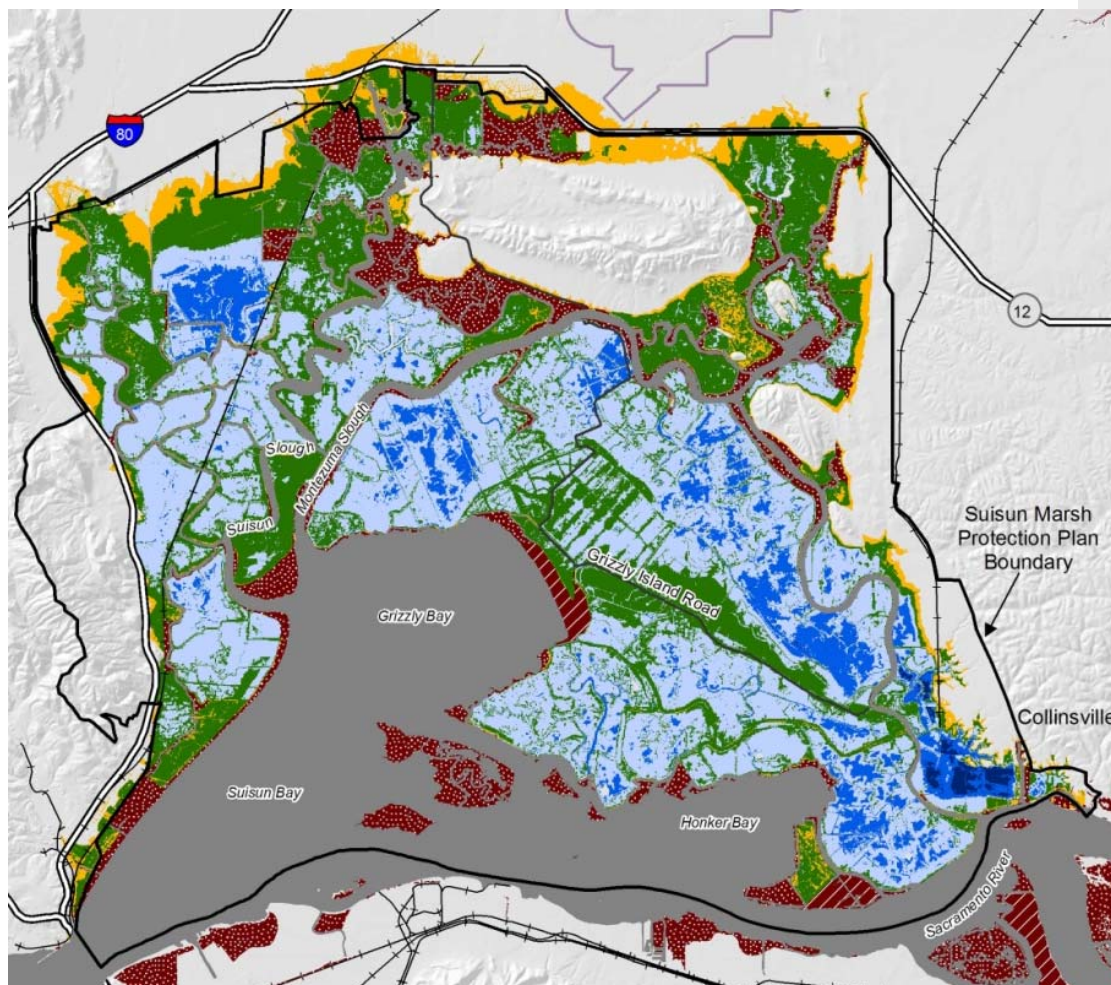 80
12
Slough
Montezuma Slough
Suisun
Suisun Marsh
Protection Plan
Boundary
Grizzly Island Road
Grizzly Bay
Collinsville
Suisun Bay
Honker Bay
Sacramento River